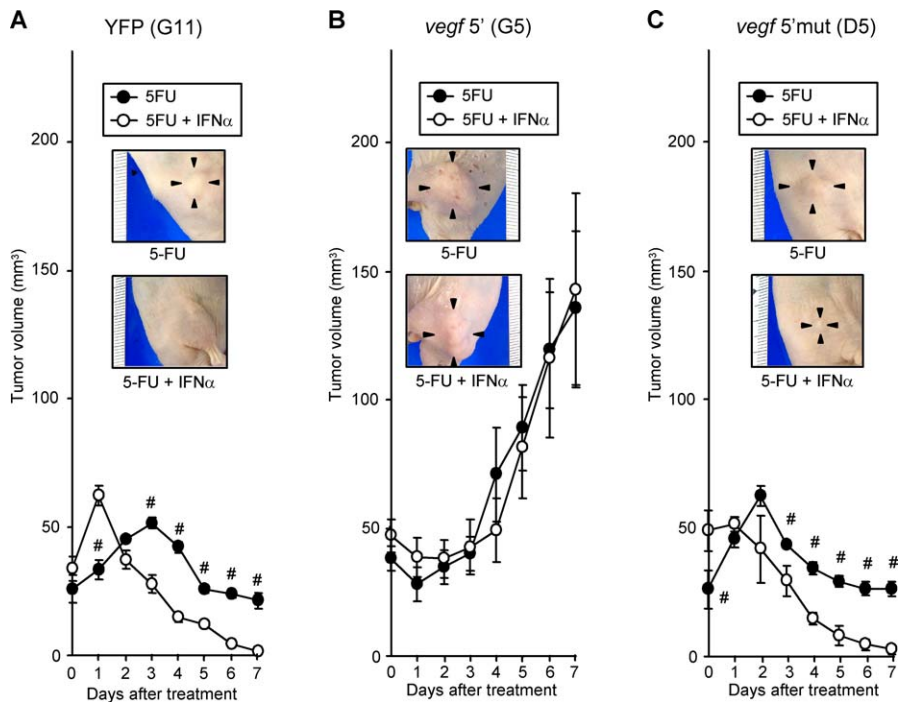 A
YFP (G11)
5FU
5FU + IFNα
5-FU
5-FU + IFNα
Tumor volume (mm³)
200
150
100
50
0
#
#
#
#
#
#
0 1 2 3 4 5 6 7
Days after treatment
B
vegf 5' (G5)
5FU
5FU + IFNα
5-FU
5-FU + IFNα
Tumor volume (mm³)
200
150
100
50
0
0 1 2 3 4 5 6 7
Days after treatment
C
vegf 5'mut (D5)
5FU
5FU + IFNα
5-FU
5-FU + IFNα
Tumor volume (mm³)
200
150
100
50
0
#
#
#
#
#
#
0 1 2 3 4 5 6 7
Days after treatment